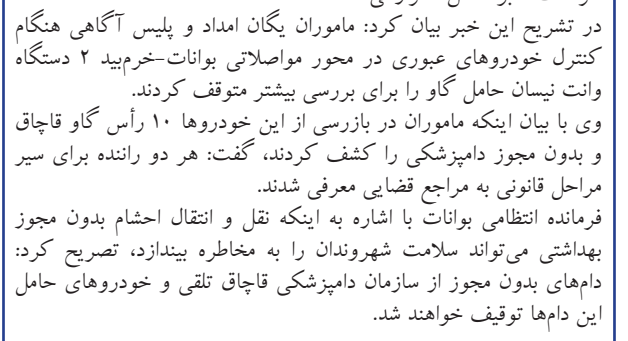 در تشریح این خبر بیان کرد: ماموران یگان امداد و پلیس آگاهی هنگام
کنترل خودروهای عبوری در محور مواصلاتی بوانات-خرم‌بید ۲ دستگاه
وانت نیسان حامل گاو را برای بررسی بیشتر متوقف کردند.
وی با بیان اینکه ماموران در بازرسی از این خودروها ۱۰ رأس گاو قاچاق
و بدون مجوز دامپزشکی را کشف کردند، گفت: هر دو راننده برای سیر
مراحل قانونی به مراجع قضایی معرفی شدند.
فرمانده انتظامی بوانات با اشاره به اینکه نقل و انتقال احشام بدون مجوز
بهداشتی می‌تواند سلامت شهروندان را به مخاطره بیندازد، تصریح کرد:
دام‌های بدون مجوز از سازمان دامپزشکی قاچاق تلقی و خودروهای حامل
این دام‌ها توقیف خواهند شد.